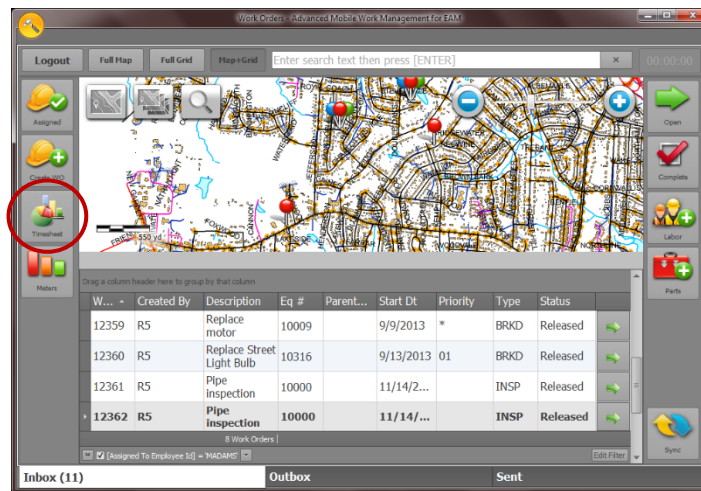 Work Orders - Advanced Mobile Work Management for EAM
Logout
Full Map
Full Grid
Map+Grid
Enter search text then press [ENTER]
00:00:00
Assigned
Create WO
Timesheet
Meters
550 yd
Open
Complete
Labor
Parts
Sync
Drag a column header here to group by that column
W... Created By Description Eq # Parent... Start Dt Priority Type Status
12359 R5 Replace motor 10009 9/9/2013 * BRKD Released
12360 R5 Replace Street Light Bulb 10316 9/13/2013 01 BRKD Released
12361 R5 Pipe inspection 10000 11/14/2... INSP Released
12362 R5 Pipe inspection 10000 11/14/... INSP Released
8 Work Orders
[Assigned To Employee Id] = 'MADAMS'
Edit Filter
Inbox (11) Outbox Sent